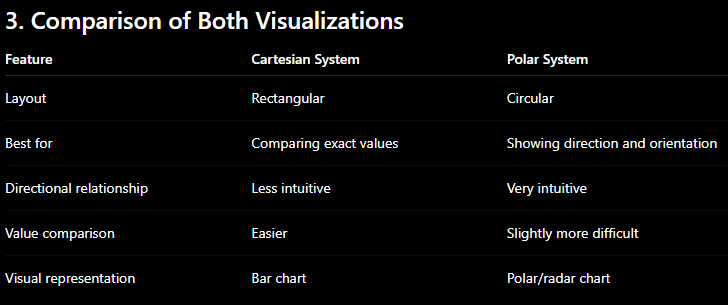 3. Comparison of Both Visualizations
Feature Cartesian System Polar System
Layout Rectangular Circular
Best for Comparing exact values Showing direction and orientation
Directional relationship Less intuitive Very intuitive
Value comparison Easier Slightly more difficult
Visual representation Bar chart Polar/radar chart